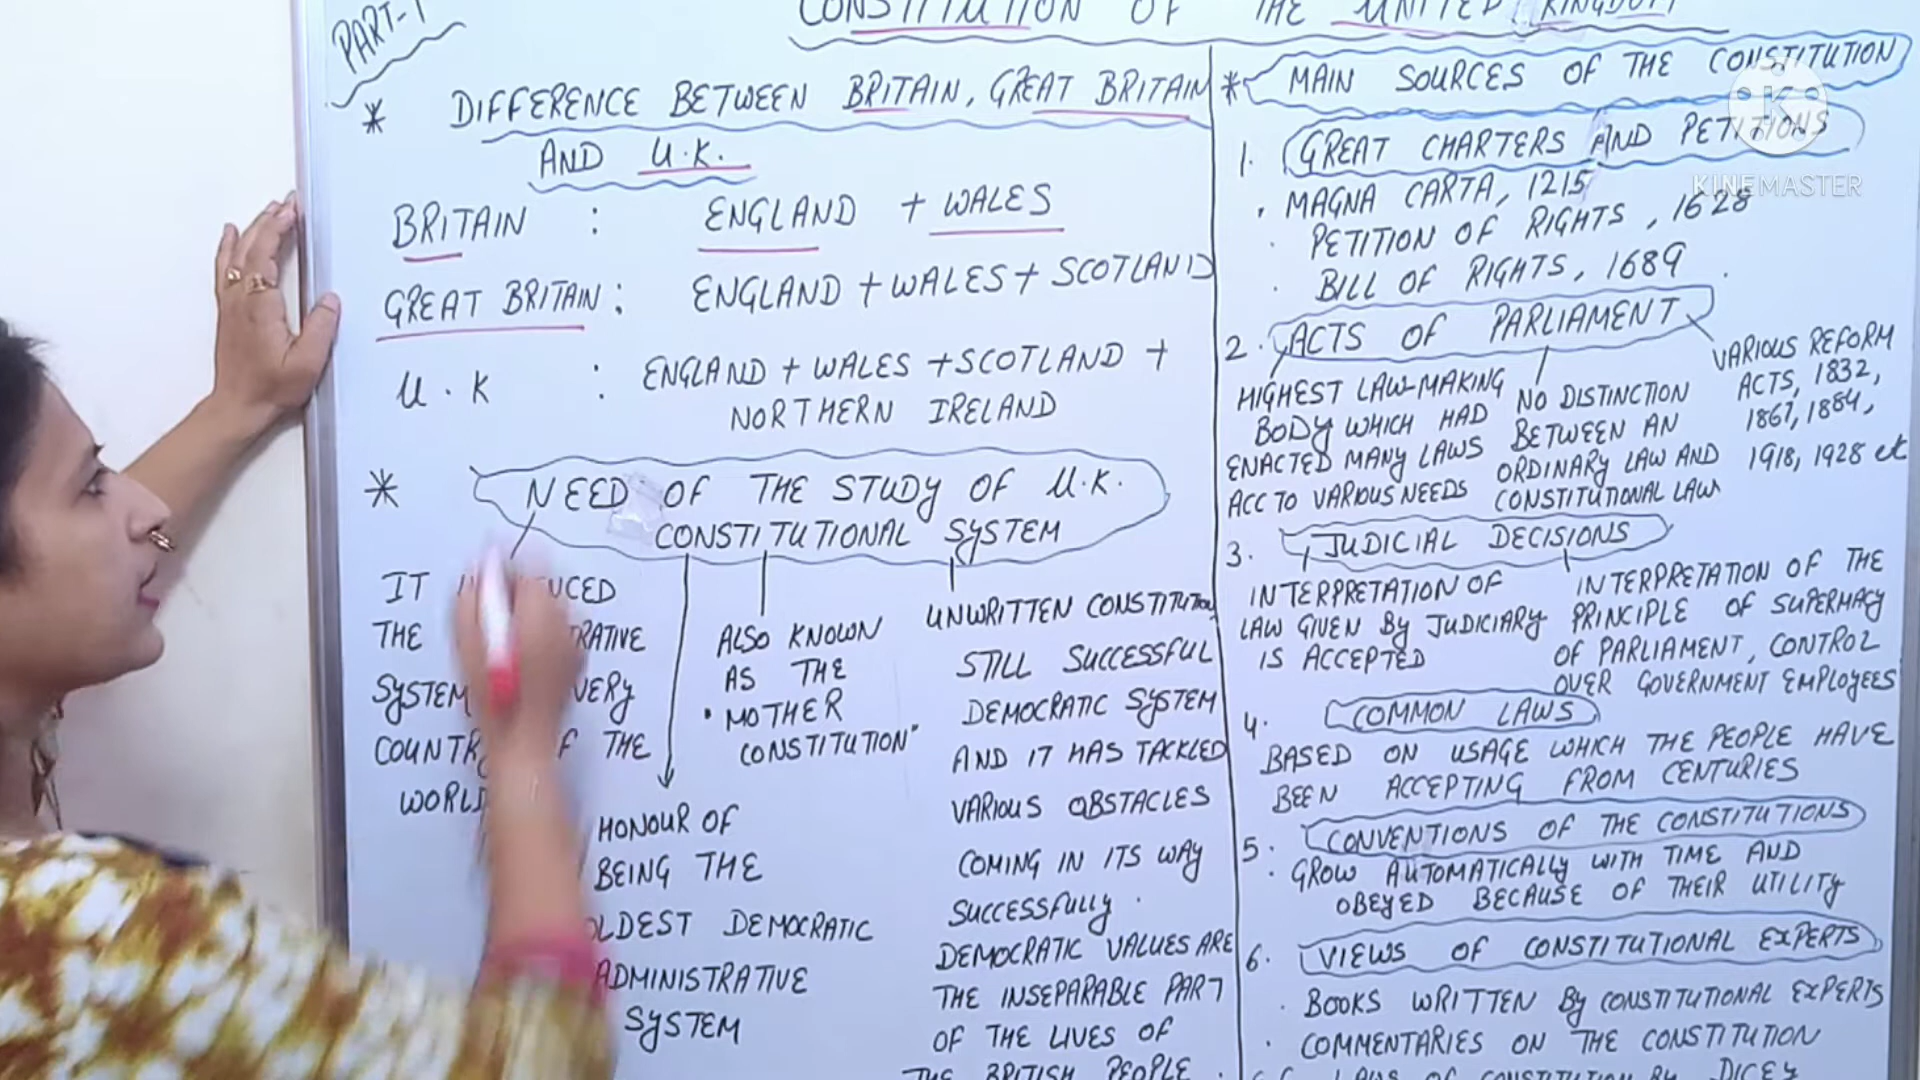 PART-1
CONSTITUTION OF THE UNITED KINGDOM
* DIFFERENCE BETWEEN BRITAIN, GREAT BRITAIN
AND U.K.
BRITAIN : ENGLAND + WALES
GREAT BRITAIN : ENGLAND + WALES + SCOTLAND
U.K : ENGLAND + WALES + SCOTLAND +
NORTHERN IRELAND
* NEED OF THE STUDY OF U.K.
CONSTITUTIONAL SYSTEM
IT
THE
SYSTEM VERY
OF THE
WORLD
HONOUR OF
BEING THE
OLDEST DEMOCRATIC
ADMINISTRATIVE
SYSTEM
ALSO KNOWN
AS THE
"MOTHER
CONSTITUTION"
UNWRITTEN CONSTITUTION
STILL SUCCESSFUL
DEMOCRATIC SYSTEM
AND IT HAS TACKLED
VARIOUS OBSTACLES
COMING IN ITS WAY
SUCCESSFULLY.
DEMOCRATIC VALUES ARE
THE INSEPARABLE PART
OF THE LIVES OF
THE BRITISH PEOPLE.
* MAIN SOURCES OF THE CONSTITUTION
1. GREAT CHARTERS AND PETITIONS
. MAGNA CARTA, 1215
. PETITION OF RIGHTS, 1628
. BILL OF RIGHTS, 1689
2. ACTS OF PARLIAMENT
HIGHEST LAW-MAKING
BODY WHICH HAD
ENACTED MANY LAWS
ACC TO VARIOUS NEEDS
NO DISTINCTION
BETWEEN AN
ORDINARY LAW AND
CONSTITUTIONAL LAW
VARIOUS REFORM
ACTS, 1832,
1867, 1884,
1918, 1928 etc
3. JUDICIAL DECISIONS
INTERPRETATION OF
LAW GIVEN BY JUDICIARY
IS ACCEPTED
INTERPRETATION OF THE
PRINCIPLE OF SUPERMACY
OF PARLIAMENT, CONTROL
OVER GOVERNMENT EMPLOYEES
4. COMMON LAWS
BASED ON USAGE WHICH THE PEOPLE HAVE
BEEN ACCEPTING FROM CENTURIES
5. CONVENTIONS OF THE CONSTITUTIONS
. GROW AUTOMATICALLY WITH TIME AND
OBEYED BECAUSE OF THEIR UTILITY
6. VIEWS OF CONSTITUTIONAL EXPERTS
. BOOKS WRITTEN BY CONSTITUTIONAL EXPERTS
. COMMENTARIES ON THE CONSTITUTION
LAWS OF CONSTITUTION BY DICEY
K
KINEMASTER